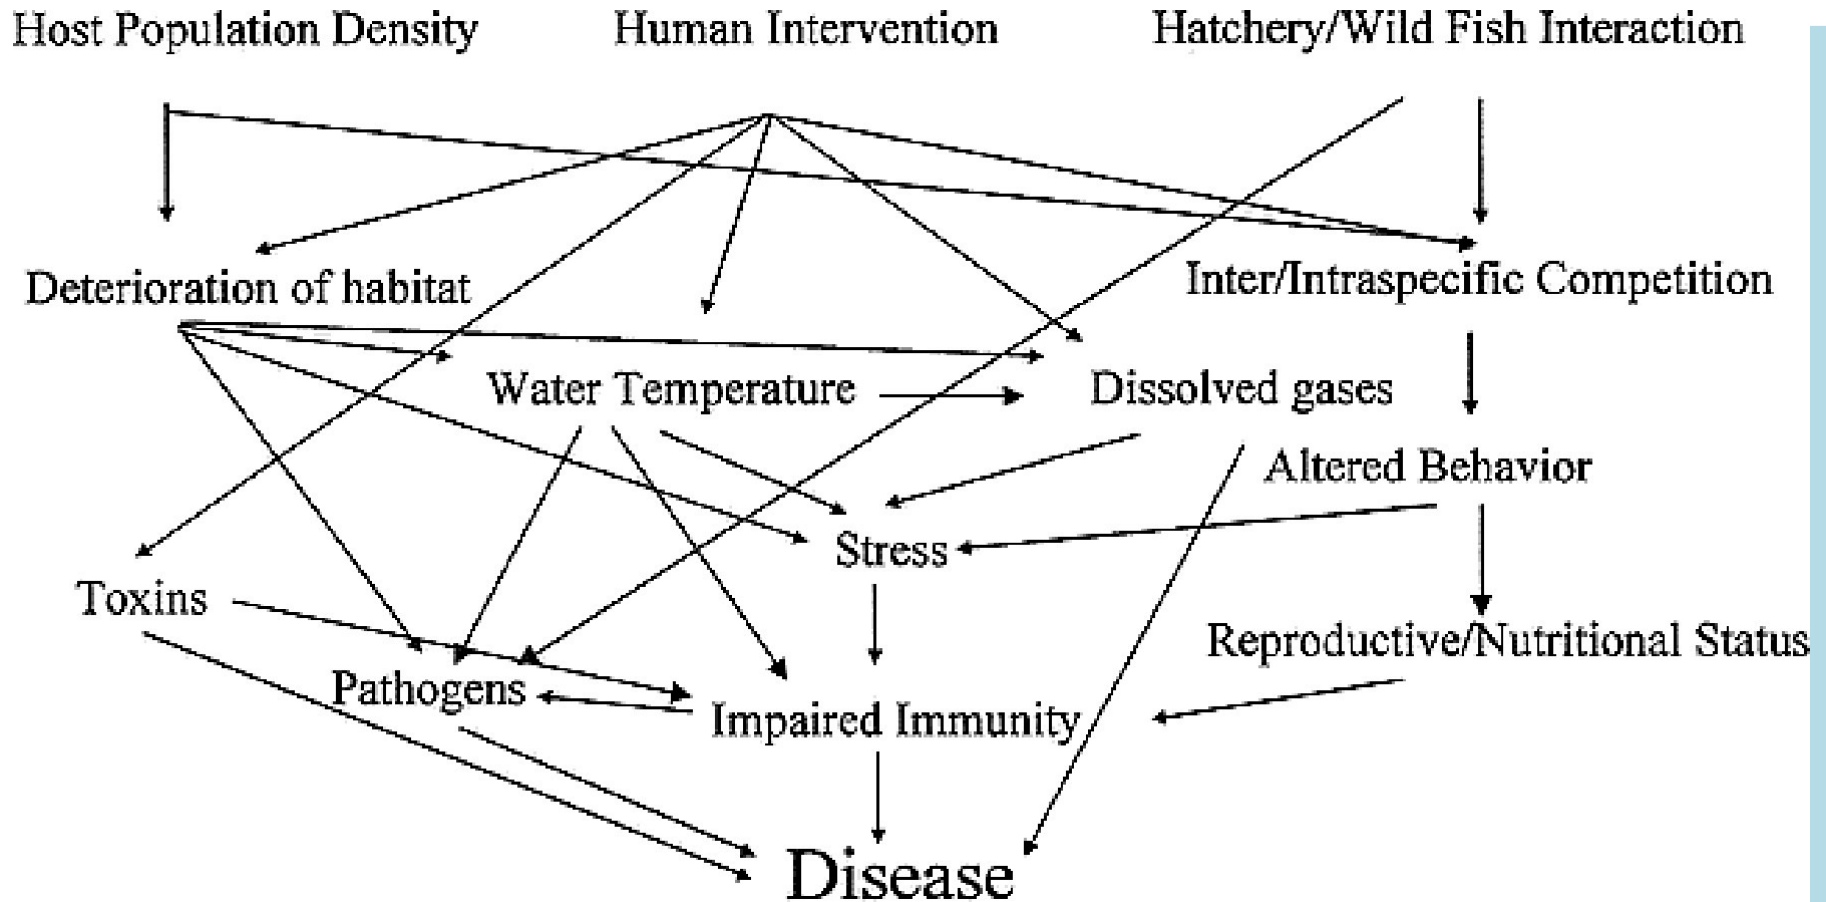 Host Population Density
Human Intervention
Hatchery/Wild Fish Interaction
Deterioration of habitat
Inter/Intraspecific Competition
Water Temperature
Dissolved gases
Altered Behavior
Stress
Toxins
Reproductive/Nutritional Status
Pathogens
Impaired Immunity
Disease